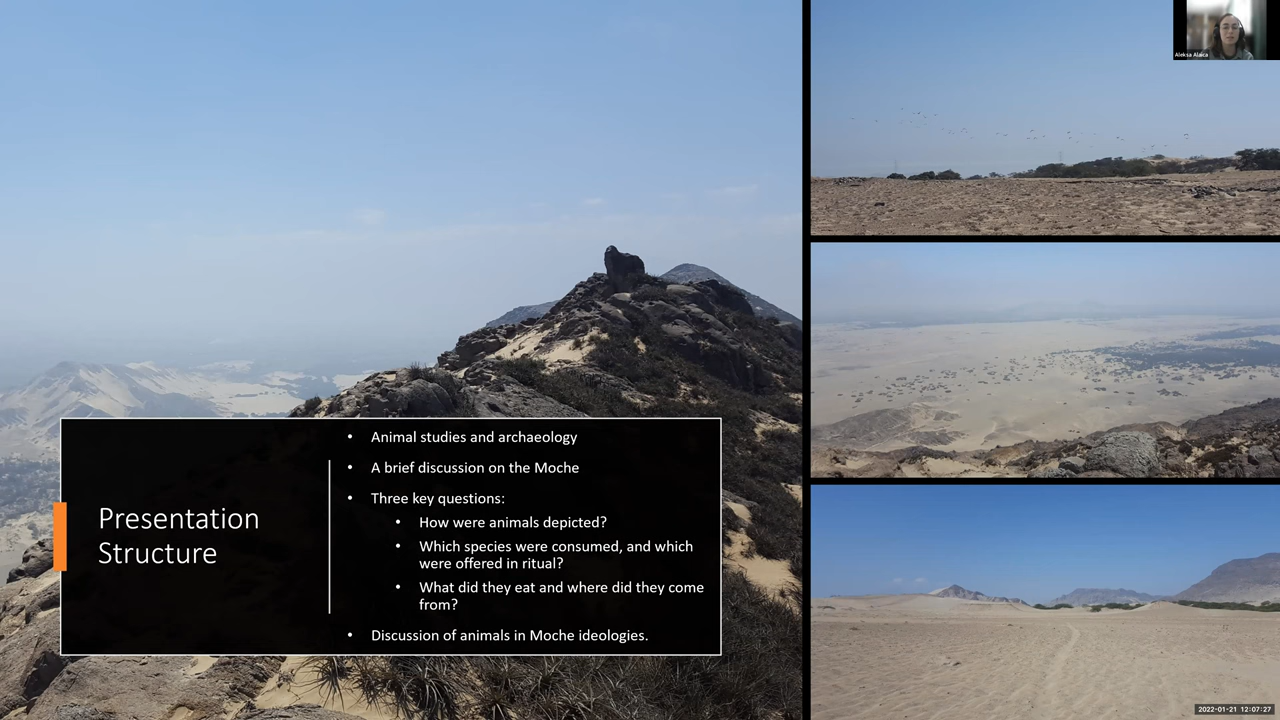 Aleksa Alaica
Presentation
Structure
• Animal studies and archaeology
• A brief discussion on the Moche
• Three key questions:
• How were animals depicted?
• Which species were consumed, and which
were offered in ritual?
• What did they eat and where did they come
from?
• Discussion of animals in Moche ideologies.
2022-01-21 12:07:27